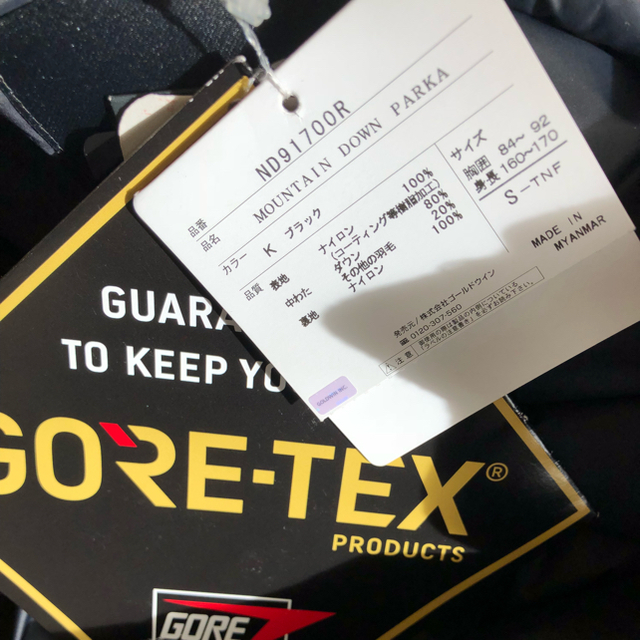 品番 ND91700R
品名 MOUNTAIN DOWN PARKA
カラー K ブラック
サイズ
胸囲 84~ 92
身長 160~170
S-TNF
品質 表地 ナイロン 100%
(コーティング等樹脂加工)
中わた ダウン 80%
その他の羽毛 20%
裏地 ナイロン 100%
MADE IN
MYANMAR
発売元/株式会社ゴールドウイン
0120-307-560
GOLDWIN INC.
GUARA
TO KEEP YO
GORE-TEX®
PRODUCTS
GORE